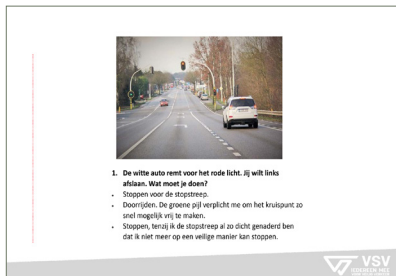 1. De witte auto remt voor het rode licht. Jij wilt links
afslaan. Wat moet je doen?
• Stoppen voor de stopstreep.
• Doorrijden. De groene pijl verplicht me om het kruispunt zo
snel mogelijk vrij te maken.
• Stoppen, tenzij ik de stopstreep al zo dicht genaderd ben
dat ik niet meer op een veilige manier kan stoppen.
VSV
IEDEREEN MEE